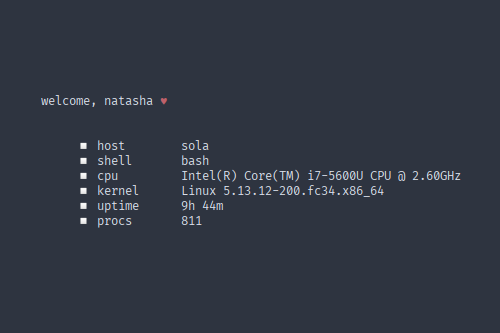 welcome, natasha ♥
▪ host sola
▪ shell bash
▪ cpu Intel(R) Core(TM) i7-5600U CPU @ 2.60GHz
▪ kernel Linux 5.13.12-200.fc34.x86_64
▪ uptime 9h 44m
▪ procs 811